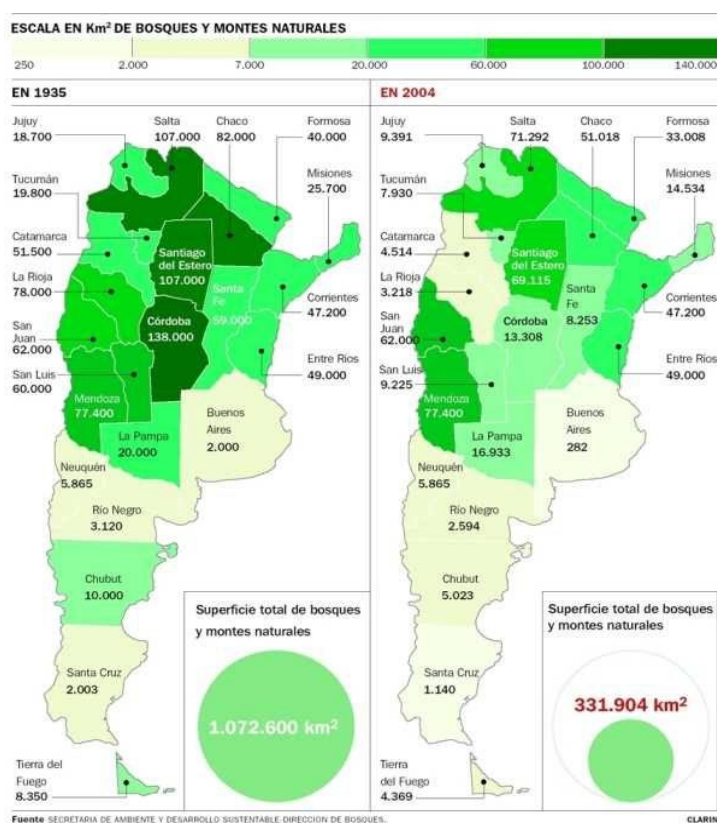 ESCALA EN Km² DE BOSQUES Y MONTES NATURALES
250 2.000 7.000 20.000 60.000 100.000 140.000
EN 1935
Jujuy
18.700
Salta
107.000
Chaco
82.000
Formosa
40.000
Misiones
25.700
Tucumán
19.800
Catamarca
51.500
La Rioja
78.000
Santiago
del Estero
107.000
Santa
Fe
59.000
Corrientes
47.200
San
Juan
62.000
Córdoba
138.000
Entre Ríos
49.000
San Luis
60.000
Mendoza
77.400
La Pampa
20.000
Buenos
Aires
2.000
Neuquén
5.865
Río Negro
3.120
Chubut
10.000
Santa Cruz
2.003
Tierra del
Fuego
8.350
Superficie total de bosques
y montes naturales
1.072.600 km²
EN 2004
Jujuy
9.391
Salta
71.292
Chaco
51.018
Formosa
33.008
Misiones
14.534
Tucumán
7.930
Catamarca
4.514
La Rioja
3.218
Santiago
del Estero
69.115
Santa
Fe
8.253
Corrientes
47.200
San
Juan
62.000
Córdoba
13.308
Entre Ríos
49.000
San Luis
9.225
Mendoza
77.400
La Pampa
16.933
Buenos
Aires
282
Neuquén
5.865
Río Negro
2.594
Chubut
5.023
Santa Cruz
1.140
Tierra
del Fuego
4.369
Superficie total de bosques
y montes naturales
331.904 km²
Fuente SECRETARIA DE AMBIENTE Y DESARROLLO SUSTENTABLE-DIRECCION DE BOSQUES.
CLARIN